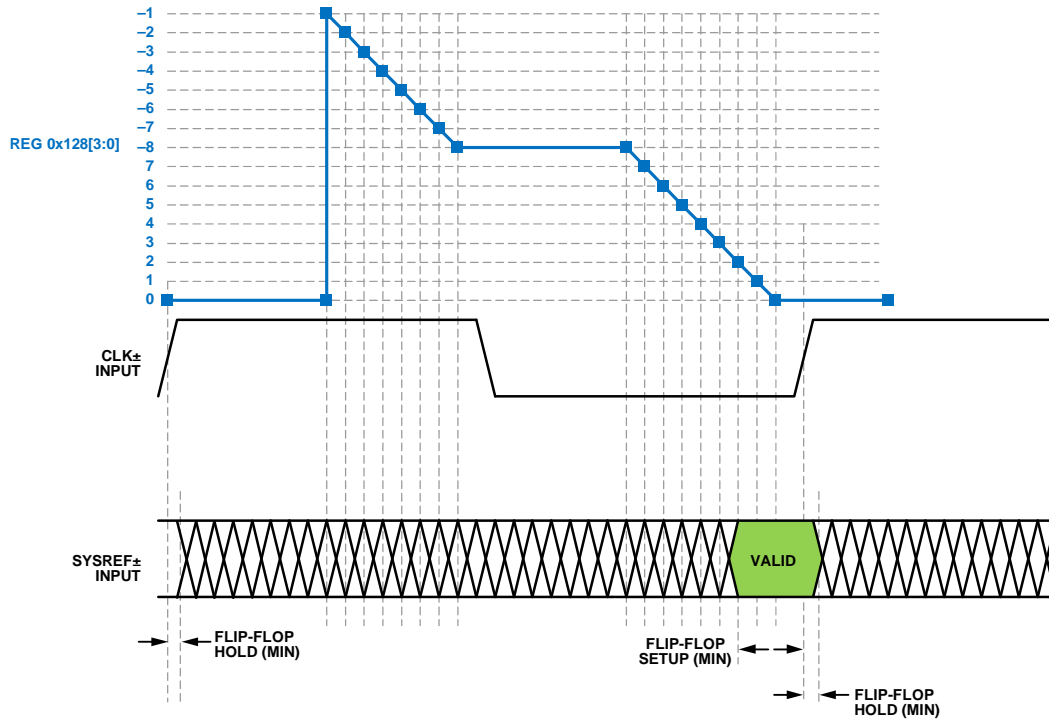 –1
–2
–3
–4
–5
–6
–7
REG 0x128[3:0]
–8
7
6
5
4
3
2
1
0
CLK±
INPUT
SYSREF±
INPUT
VALID
FLIP-FLOP
HOLD (MIN)
FLIP-FLOP
SETUP (MIN)
FLIP-FLOP
HOLD (MIN)